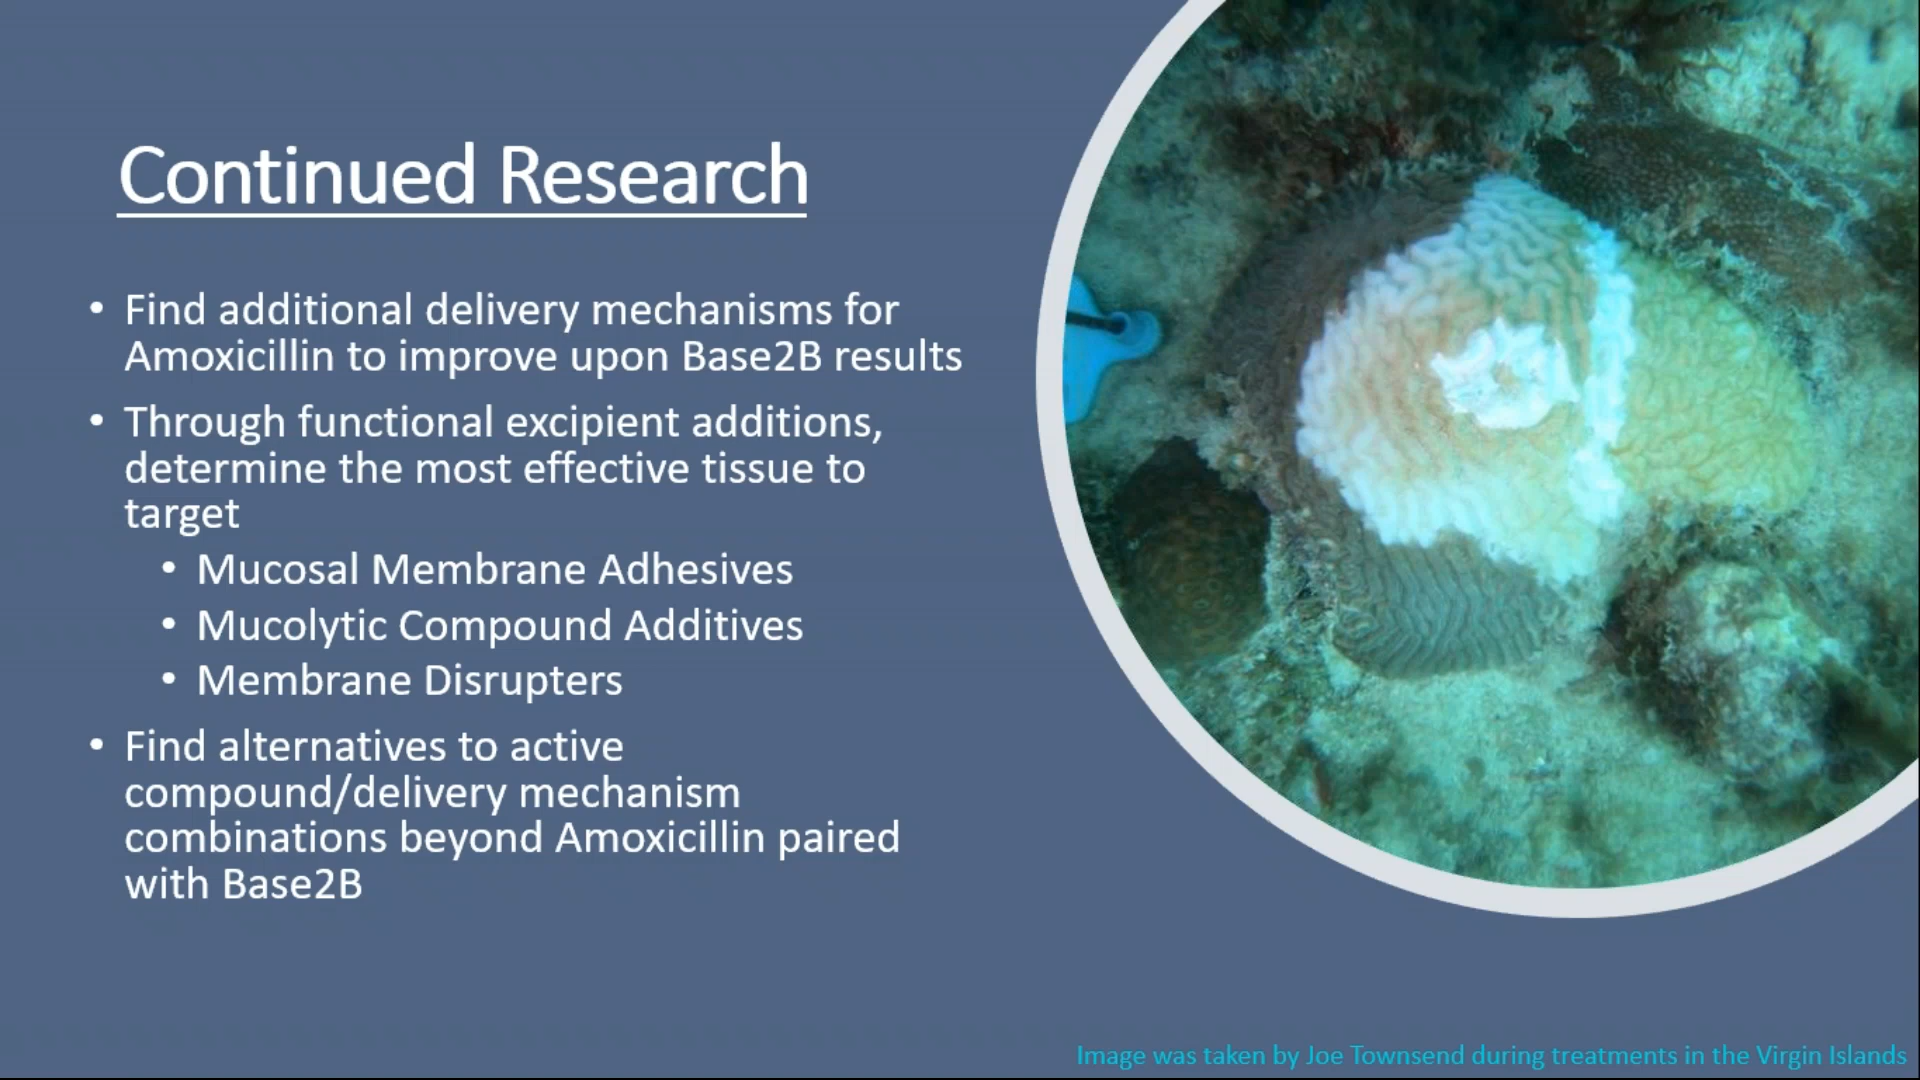 Continued Research
• Find additional delivery mechanisms for
Amoxicillin to improve upon Base2B results
• Through functional excipient additions,
determine the most effective tissue to
target
• Mucosal Membrane Adhesives
• Mucolytic Compound Additives
• Membrane Disrupters
• Find alternatives to active
compound/delivery mechanism
combinations beyond Amoxicillin paired
with Base2B
Image was taken by Joe Townsend during treatments in the Virgin Islands